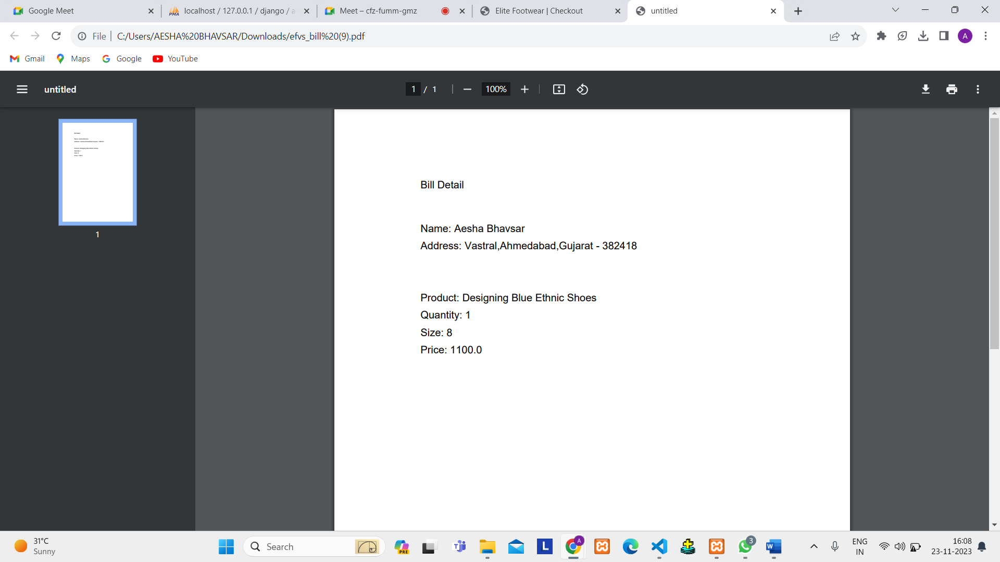 Google Meet
localhost / 127.0.0.1 / django / a
Meet – cfz-fumm-gmz
Elite Footwear | Checkout
untitled
File
C:/Users/AESHA%20BHAVSAR/Downloads/efvs_bill%20(9).pdf
A
Gmail
Maps
Google
YouTube
untitled
1 / 1
100%
1
Bill Detail
Name: Aesha Bhavsar
Address: Vastral,Ahmedabad,Gujarat - 382418
Product: Designing Blue Ethnic Shoes
Quantity: 1
Size: 8
Price: 1100.0
31°C
Sunny
Search
PRE
L
A
3
ENG
IN
16:08
23-11-2023